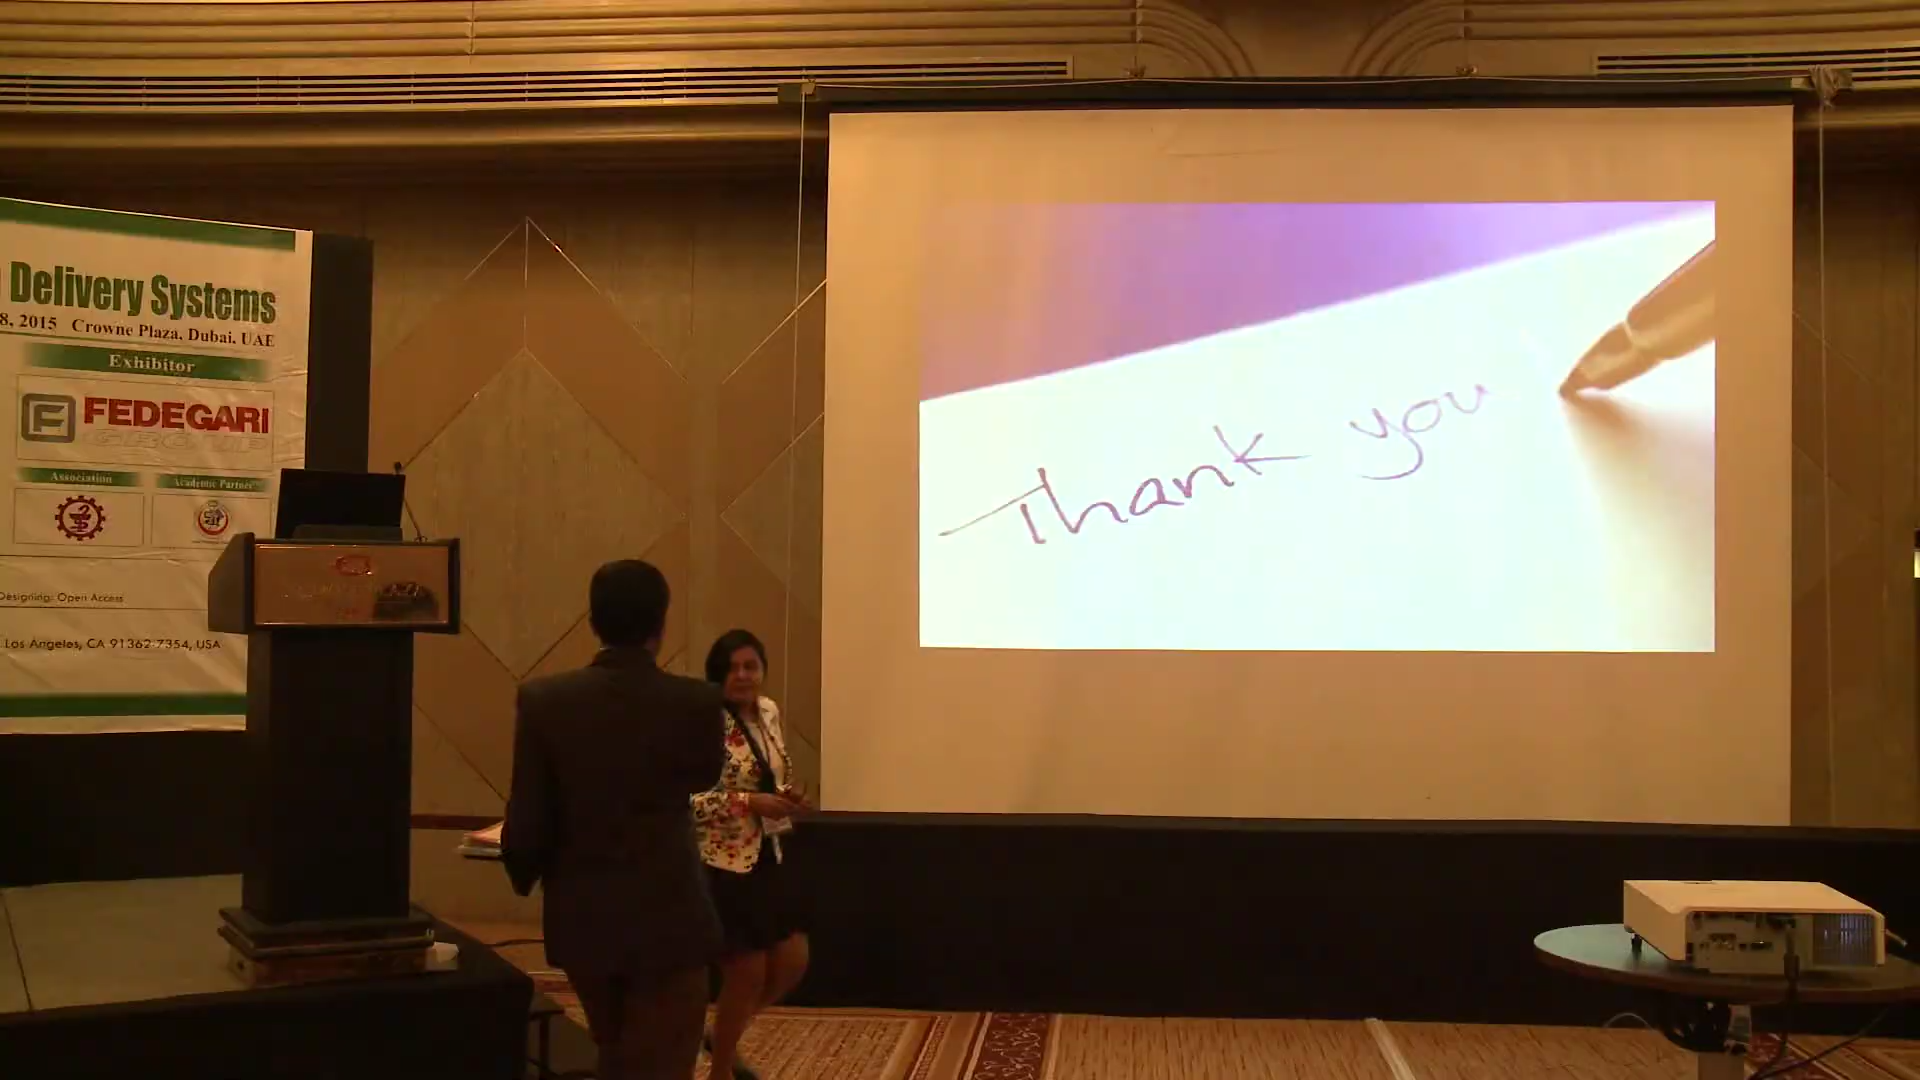 Delivery Systems
8, 2015 Crowne Plaza, Dubai, UAE
Exhibitor
FEDEGARI
GROUP
Association
Academic Partner
Designing: Open Access
Los Angeles, CA 91362-7354, USA
Thank you